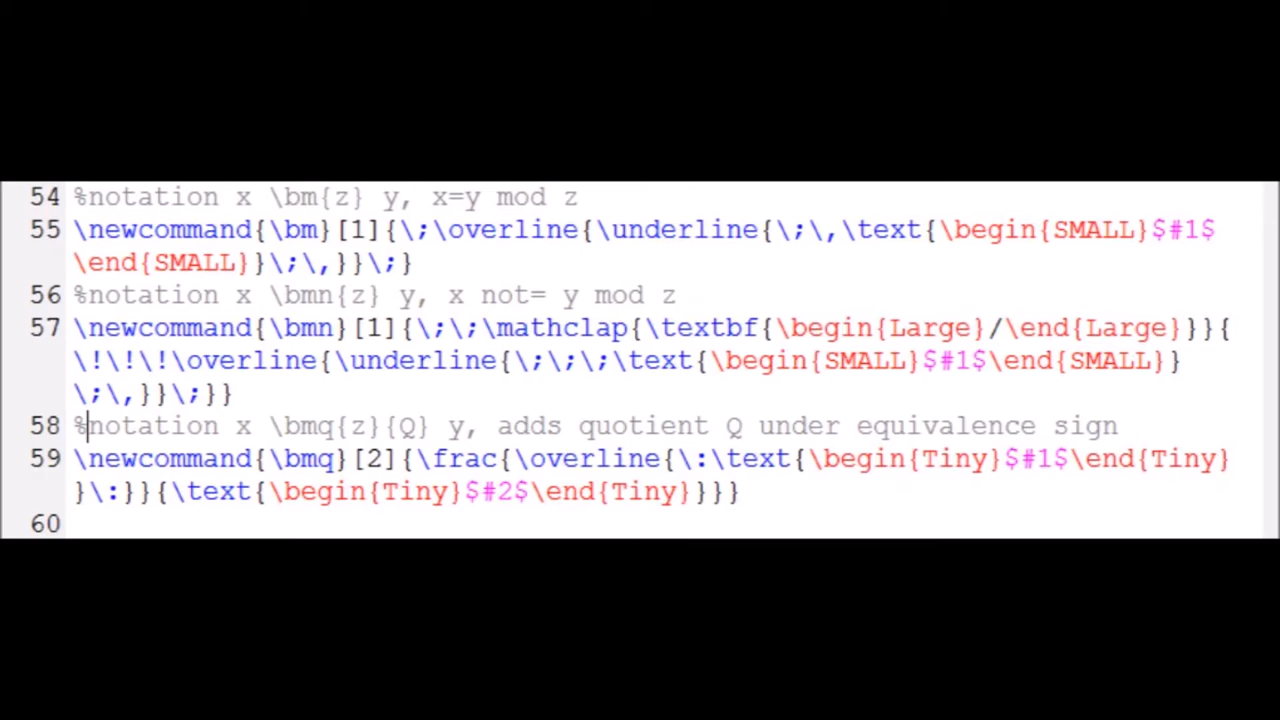 54 %notation x \bm{z} y, x=y mod z
55 \newcommand{\bm}[1]{\;\overline{\underline{\;\,\text{\begin{SMALL}$#1$
\end{SMALL}}\;\,}}\;}
56 %notation x \bmn{z} y, x not= y mod z
57 \newcommand{\bmn}[1]{\;\;\mathclap{\textbf{\begin{Large}/\end{Large}}}{
\!\!\!\overline{\underline{\;\;\;\text{\begin{SMALL}$#1$\end{SMALL}}
\;\,}}\;}}
58 %notation x \bmq{z}{Q} y, adds quotient Q under equivalence sign
59 \newcommand{\bmq}[2]{\frac{\overline{\:\text{\begin{Tiny}$#1$\end{Tiny}
}\:}}{\text{\begin{Tiny}$#2$\end{Tiny}}}}
60